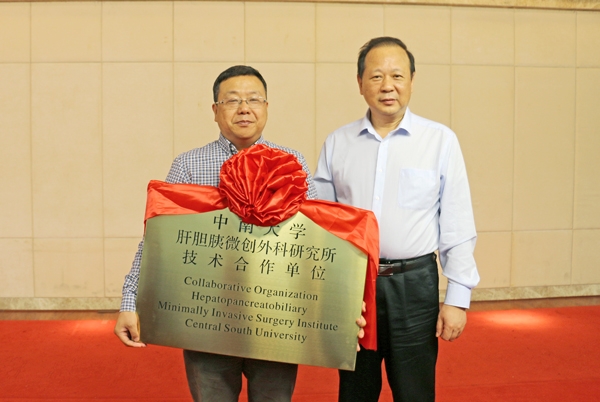 中南大学
肝胆胰微创外科研究所
技术合作单位
Collaborative Organization
Hepatopancreatobiliary
Minimally Invasive Surgery Institute
Central South University